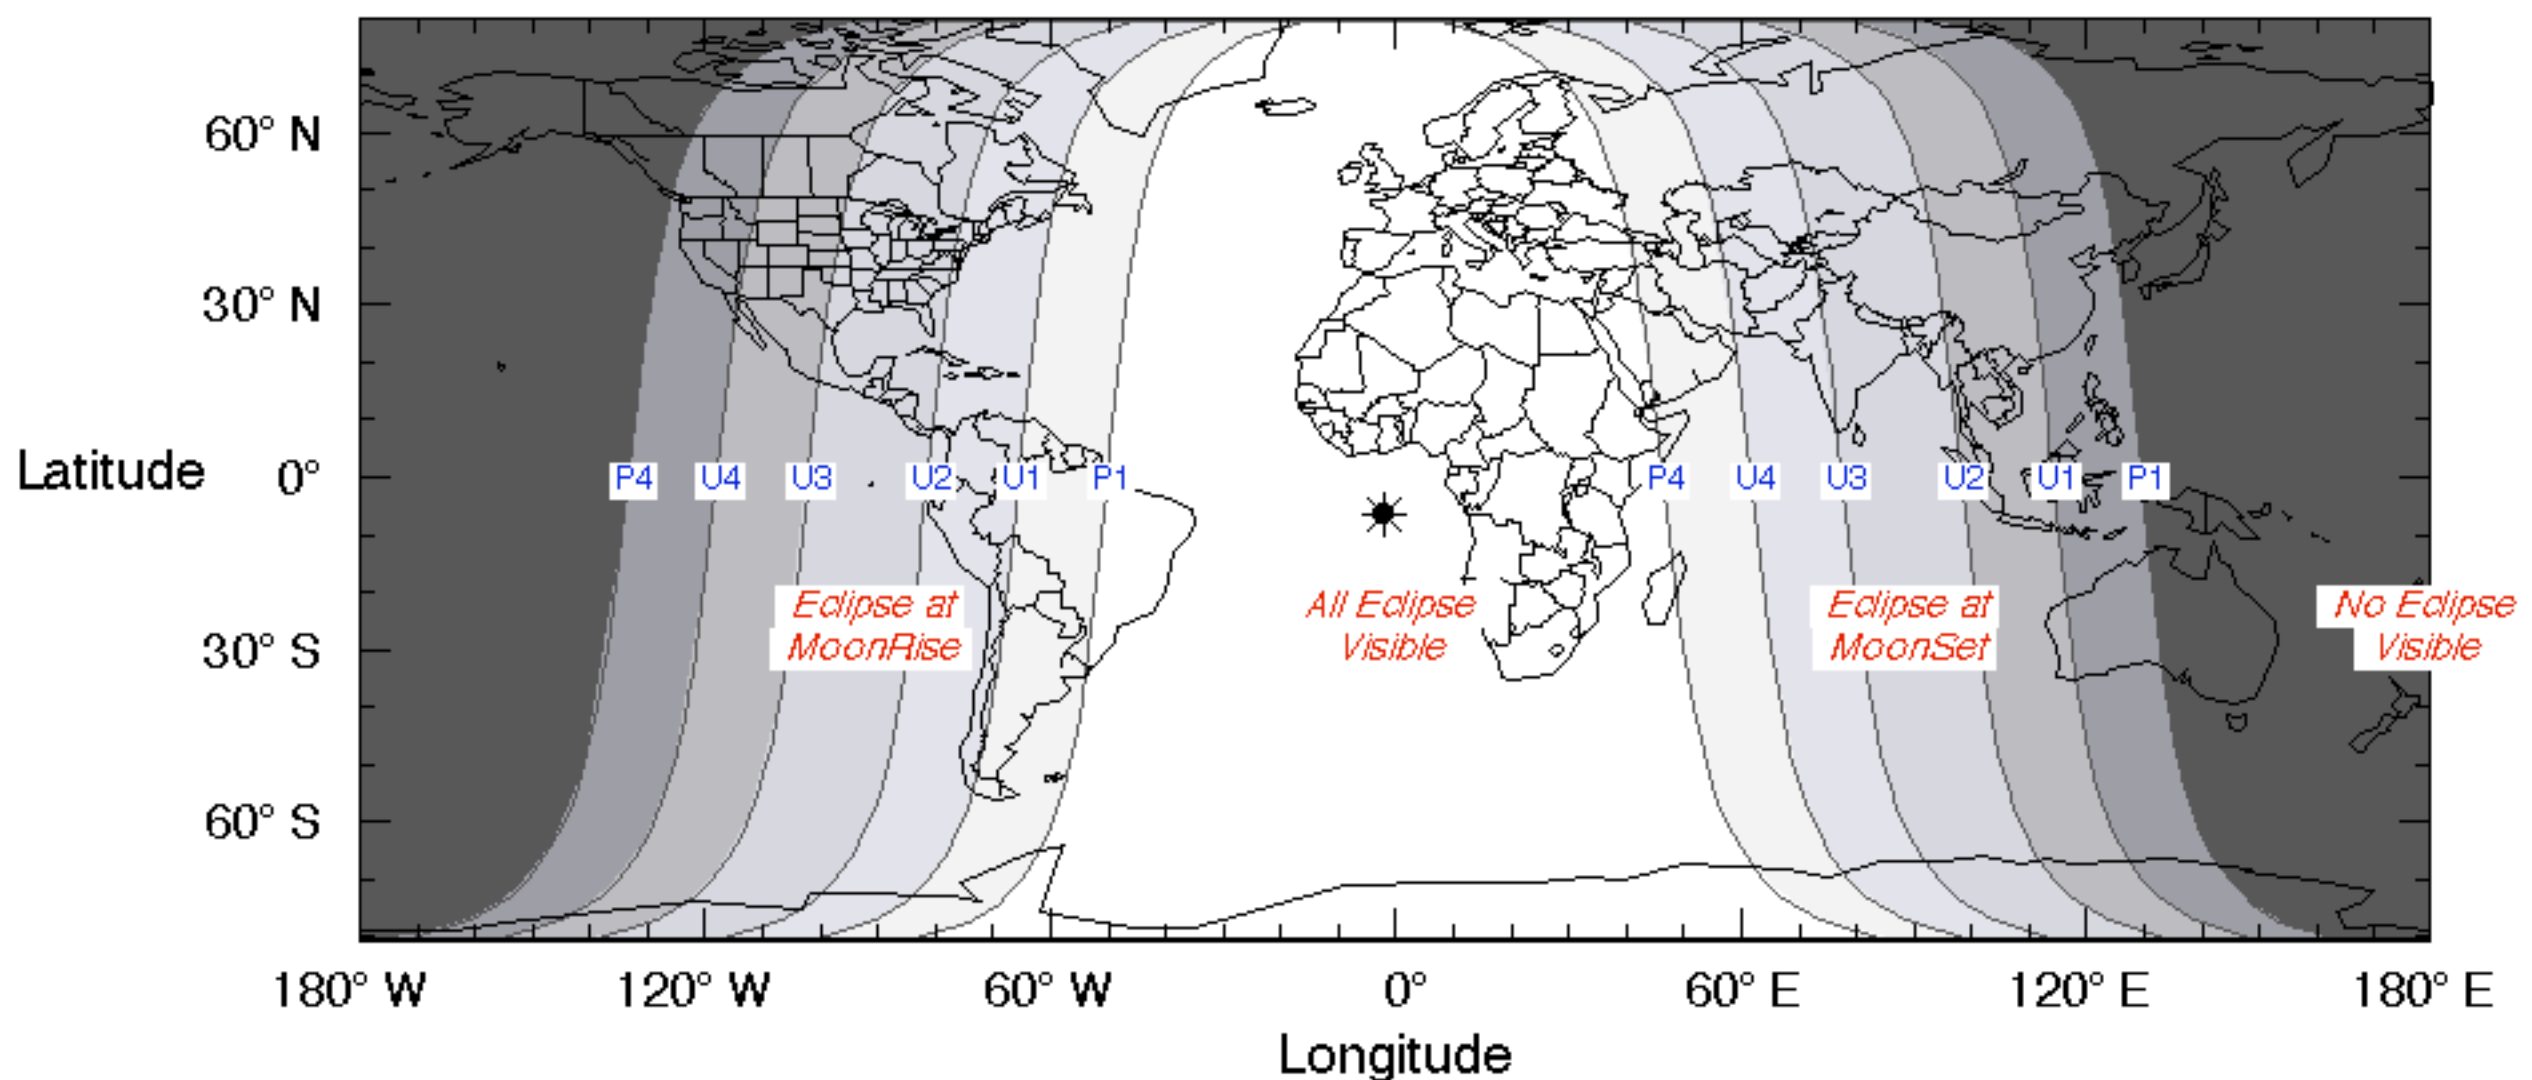 60° N
30° N
Latitude
0°
P4 U4 U3 U2 U1 P1 P4 U4 U3 U2 U1 P1
Eclipse at
MoonRise
All Eclipse
Visible
Eclipse at
MoonSet
No Eclipse
Visible
30° S
60° S
180° W 120° W 60° W 0° 60° E 120° E 180° E
Longitude